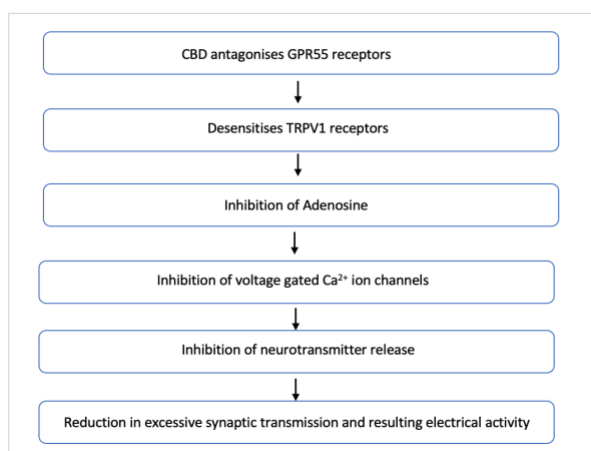 CBD antagonises GPR55 receptors
Desensitises TRPV1 receptors
Inhibition of Adenosine
Inhibition of voltage gated Ca²⁺ ion channels
Inhibition of neurotransmitter release
Reduction in excessive synaptic transmission and resulting electrical activity